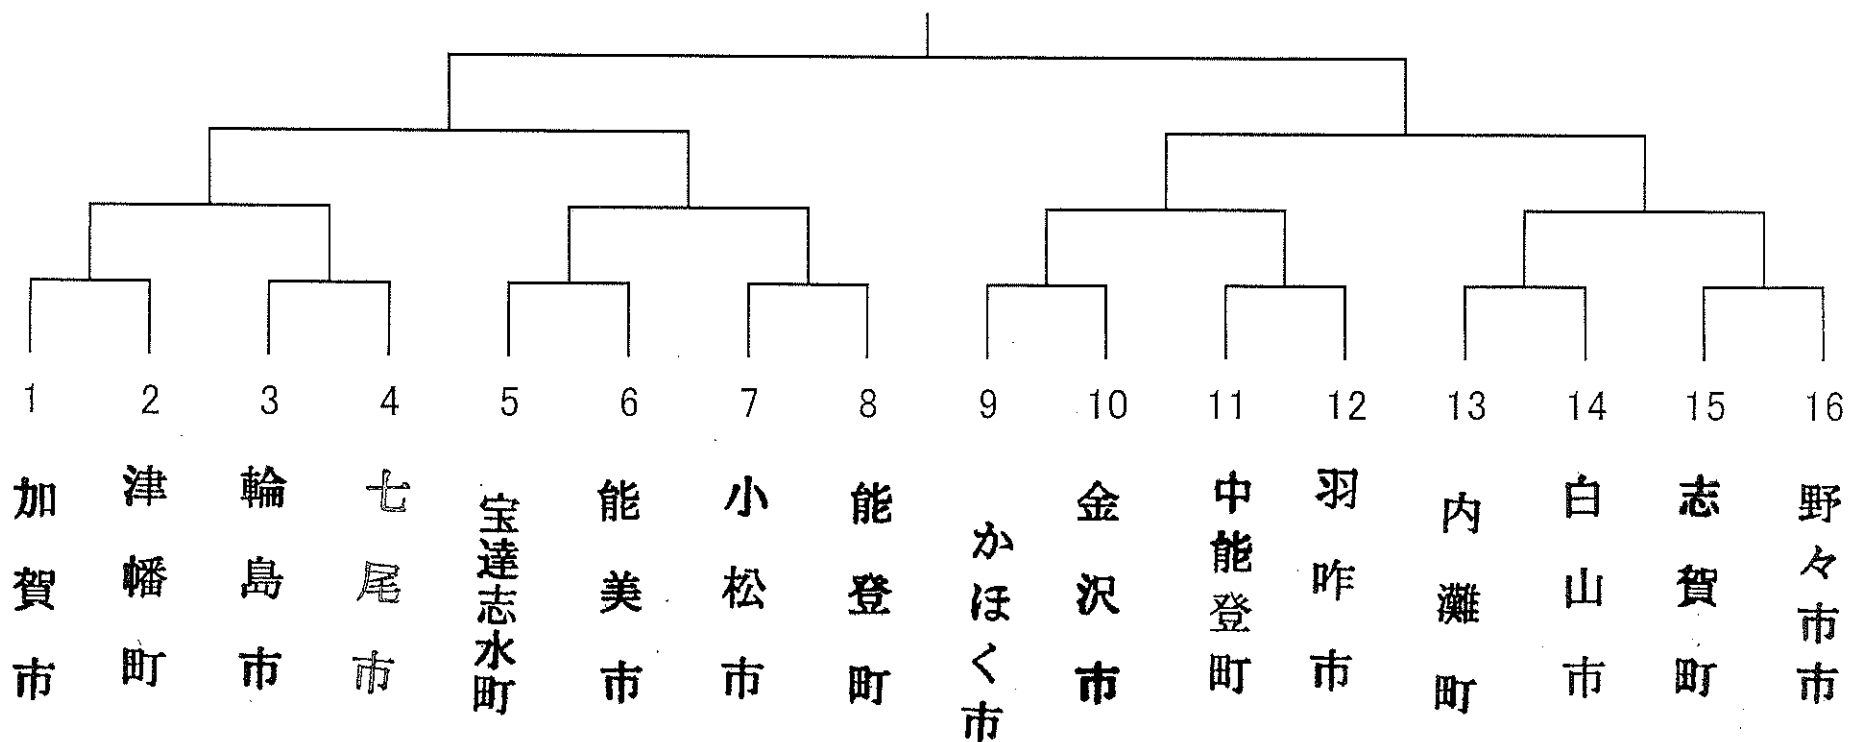 1 2 3 4 5 6 7 8 9 10 11 12 13 14 15 16
加賀市
津幡町
輪島市
七尾市
宝達志水町
能美市
小松市
能登町
かほく市
金沢市
中能登町
羽咋市
内灘町
白山市
志賀町
野々市市